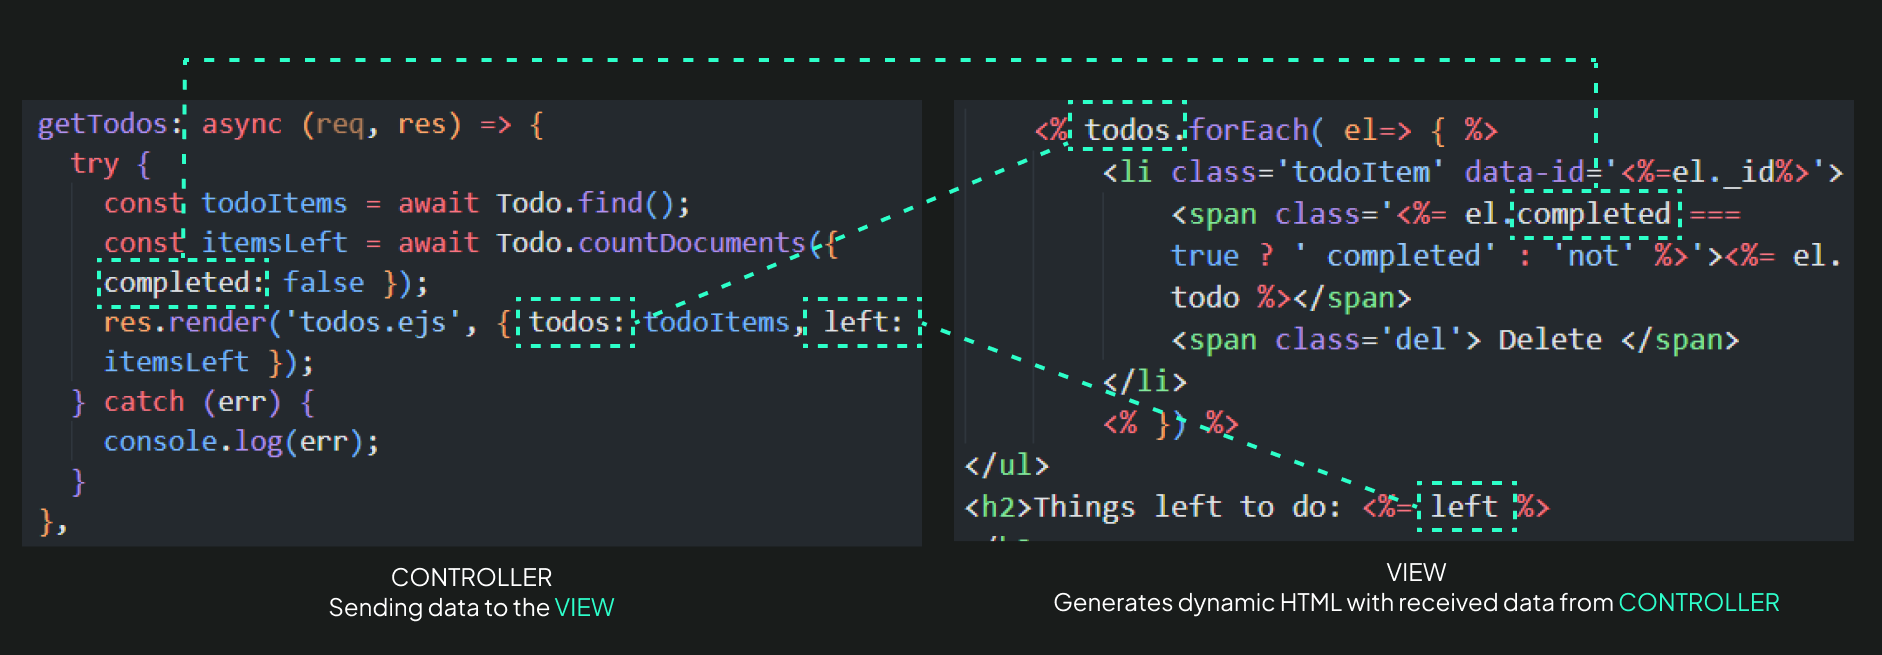 getTodos: async (req, res) => {
try {
const todoItems = await Todo.find();
const itemsLeft = await Todo.countDocuments({
completed: false });
res.render('todos.ejs', { todos: todoItems, left:
itemsLeft });
} catch (err) {
console.log(err);
}
},
CONTROLLER
Sending data to the VIEW
<% todos.forEach( el=> { %>
<li class='todoItem' data-id='<%=el._id%>'>
<span class='<%= el.completed ===
true ? ' completed' : 'not' %>'><%= el.
todo %></span>
<span class='del'> Delete </span>
</li>
<% }) %>
</ul>
<h2>Things left to do: <%= left %>
VIEW
Generates dynamic HTML with received data from CONTROLLER